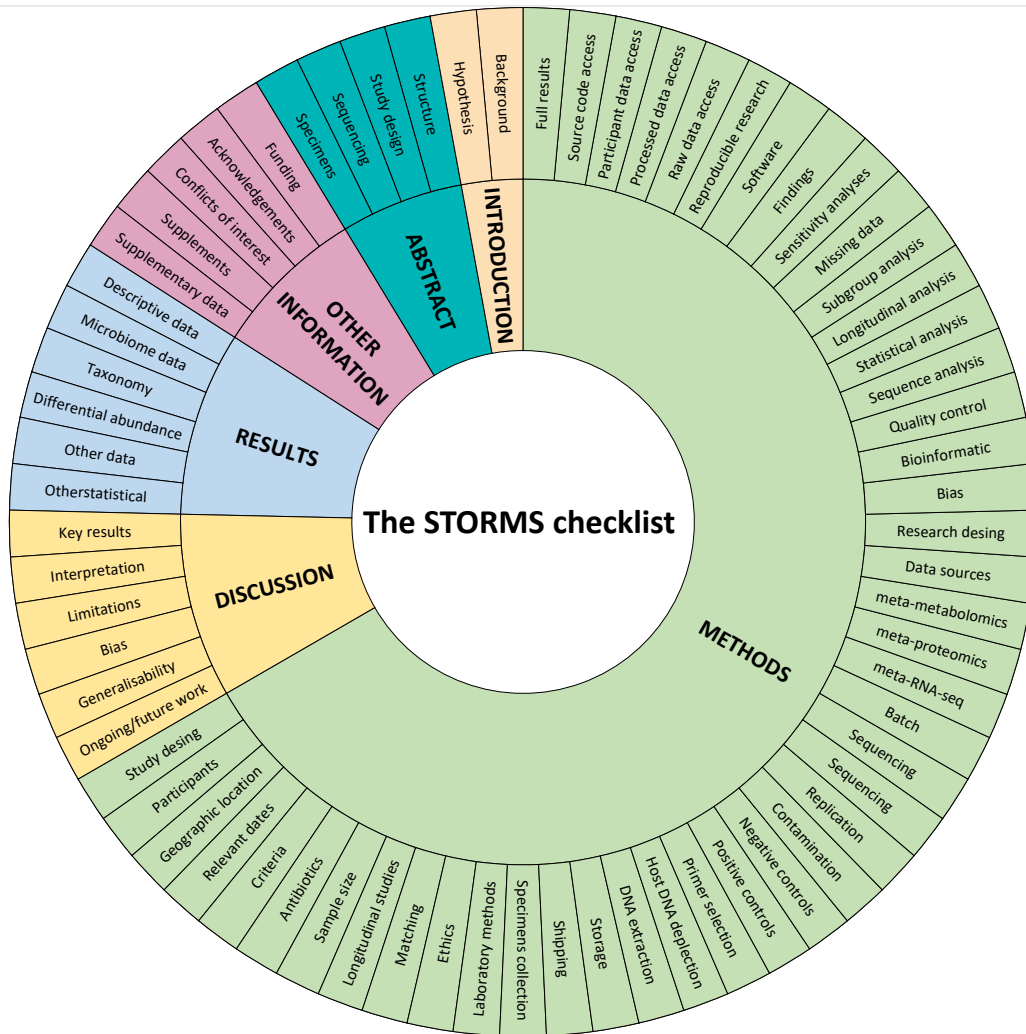 The STORMS checklist
INTRODUCTION
Hypothesis
Background
METHODS
Full results
Source code access
Participant data access
Processed data access
Raw data access
Reproducible research
Software
Findings
Sensitivity analyses
Missing data
Subgroup analysis
Longitudinal analysis
Statistical analysis
Sequence analysis
Quality control
Bioinformatic
Bias
Research desing
Data sources
meta-metabolomics
meta-proteomics
meta-RNA-seq
Batch
Sequencing
Sequencing
Replication
Contamination
Negative controls
Positive controls
Primer selection
Host DNA deplection
DNA extraction
Storage
Shipping
Specimens collection
Laboratory methods
Ethics
Matching
Longitudinal studies
Sample size
Antibiotics
Criteria
Relevant dates
Geographic location
Participants
Study desing
DISCUSSION
Ongoing/future work
Generalisability
Bias
Limitations
Interpretation
Key results
RESULTS
Otherstatistical
Other data
Differential abundance
Taxonomy
Microbiome data
Descriptive data
OTHER
INFORMATION
Supplementary data
Supplements
Conflicts of interest
Acknowledgements
Funding
ABSTRACT
Specimens
Sequencing
Study design
Structure